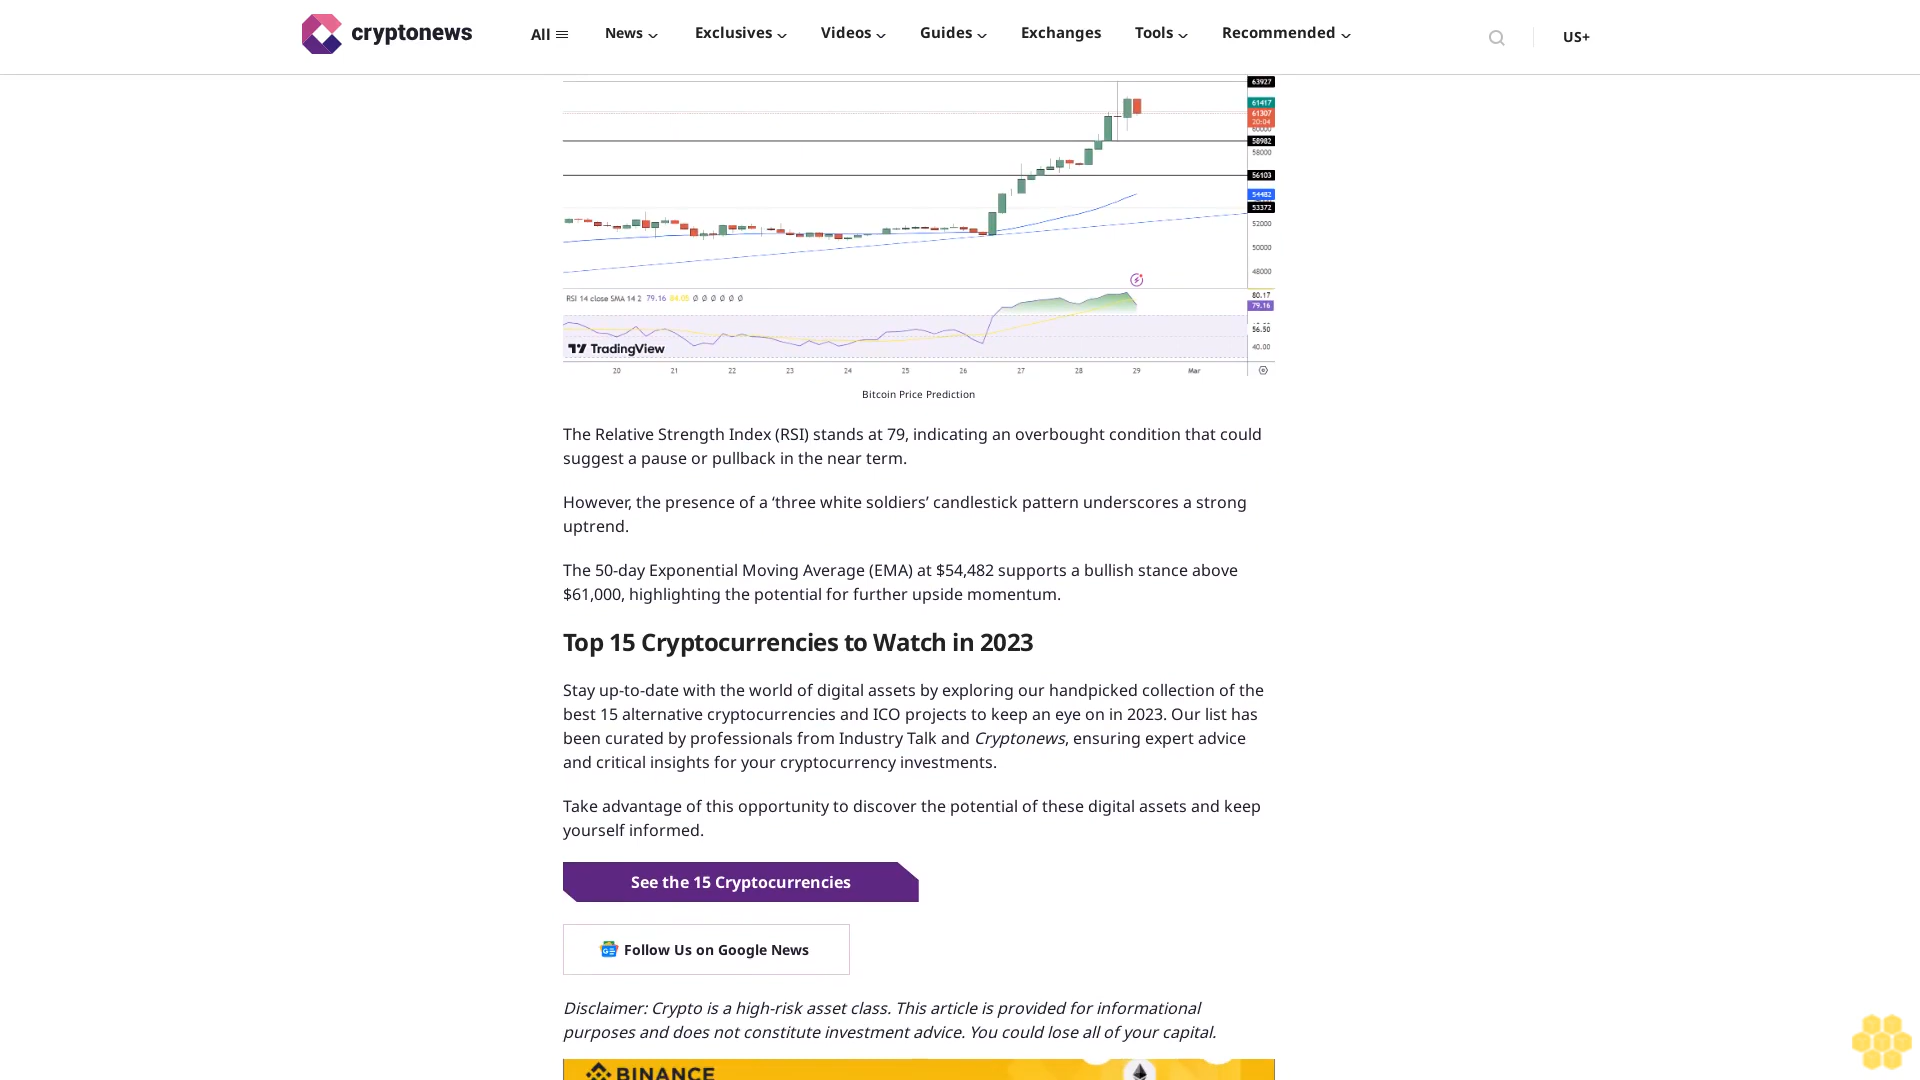 cryptonews
All
News
Exclusives
Videos
Guides
Exchanges
Tools
Recommended
US+
63927
61417
61307
20:04
60000
58982
58000
56103
54482
53372
52000
50000
48000
RSI 14 close SMA 14 2 79.16 84.05 Ø Ø Ø Ø Ø Ø
80.17
79.16
56.50
40.00
TradingView
20 21 22 23 24 25 26 27 28 29 Mar
Bitcoin Price Prediction
The Relative Strength Index (RSI) stands at 79, indicating an overbought condition that could
suggest a pause or pullback in the near term.
However, the presence of a ‘three white soldiers’ candlestick pattern underscores a strong
uptrend.
The 50-day Exponential Moving Average (EMA) at $54,482 supports a bullish stance above
$61,000, highlighting the potential for further upside momentum.
Top 15 Cryptocurrencies to Watch in 2023
Stay up-to-date with the world of digital assets by exploring our handpicked collection of the
best 15 alternative cryptocurrencies and ICO projects to keep an eye on in 2023. Our list has
been curated by professionals from Industry Talk and Cryptonews, ensuring expert advice
and critical insights for your cryptocurrency investments.
Take advantage of this opportunity to discover the potential of these digital assets and keep
yourself informed.
See the 15 Cryptocurrencies
Follow Us on Google News
Disclaimer: Crypto is a high-risk asset class. This article is provided for informational
purposes and does not constitute investment advice. You could lose all of your capital.
BINANCE